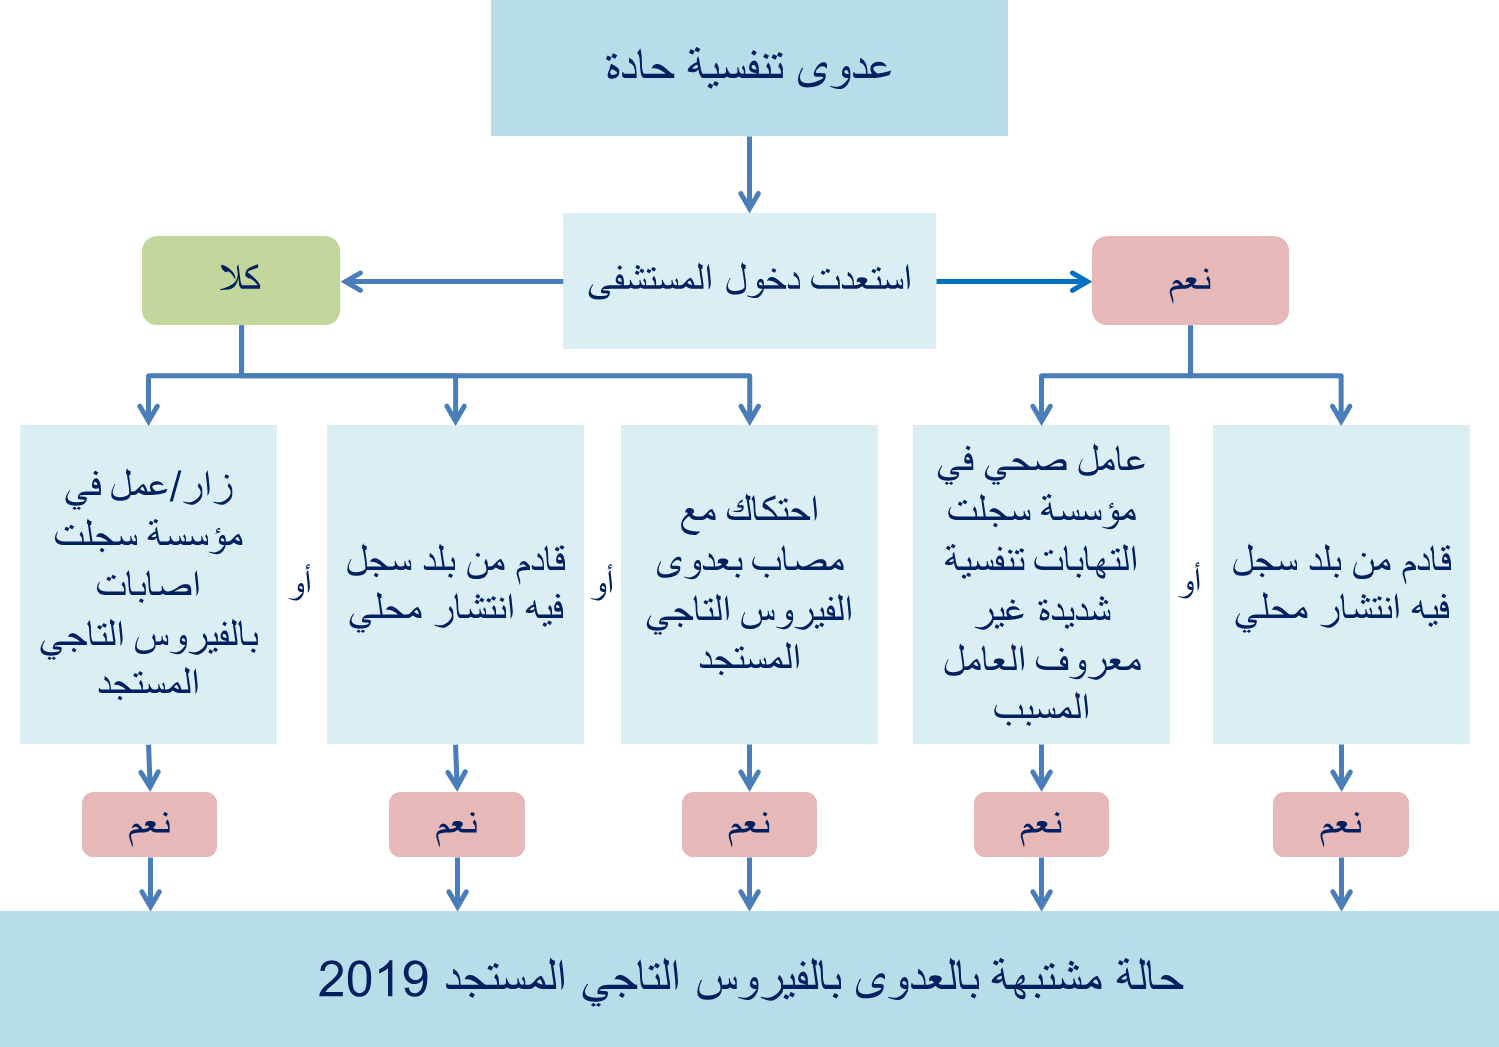 عدوى تنفسية حادة
استعدت دخول المستشفى
نعم
كلا
قادم من بلد سجل
فيه انتشار محلي
أو
عامل صحي في
مؤسسة سجلت
التهابات تنفسية
شديدة غير
معروف العامل
المسبب
احتكاك مع
مصاب بعدوى
الفيروس التاجي
المستجد
أو
قادم من بلد سجل
فيه انتشار محلي
أو
زار/عمل في
مؤسسة سجلت
اصابات
بالفيروس التاجي
المستجد
نعم
نعم
نعم
نعم
نعم
حالة مشتبهة بالعدوى بالفيروس التاجي المستجد 2019